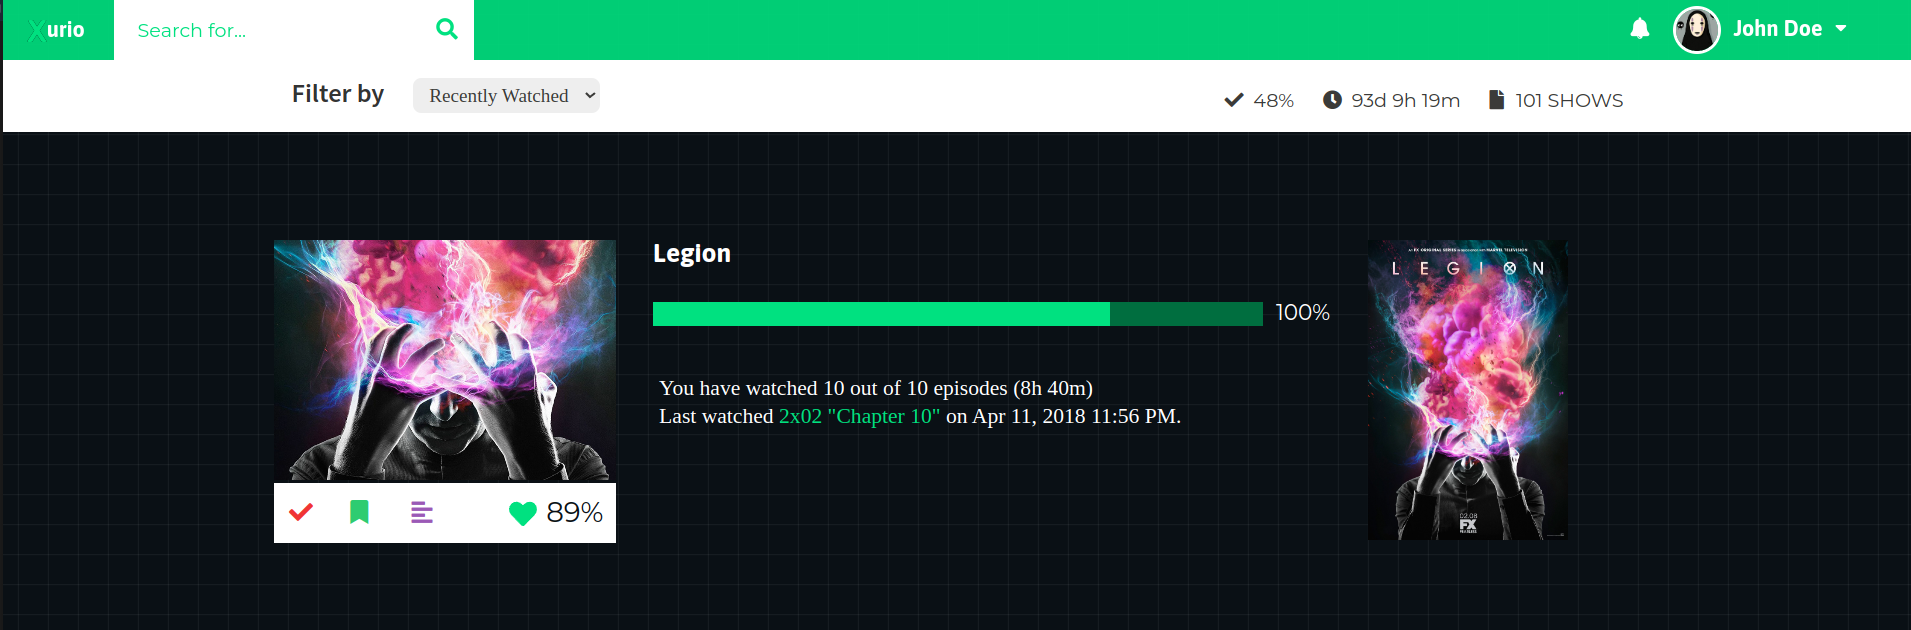 Xurio
Search for...
John Doe
Filter by
Recently Watched
48%
93d 9h 19m
101 SHOWS
Legion
100%
You have watched 10 out of 10 episodes (8h 40m)
Last watched 2x02 "Chapter 10" on Apr 11, 2018 11:56 PM.
89%
LEGION
02.08
FX